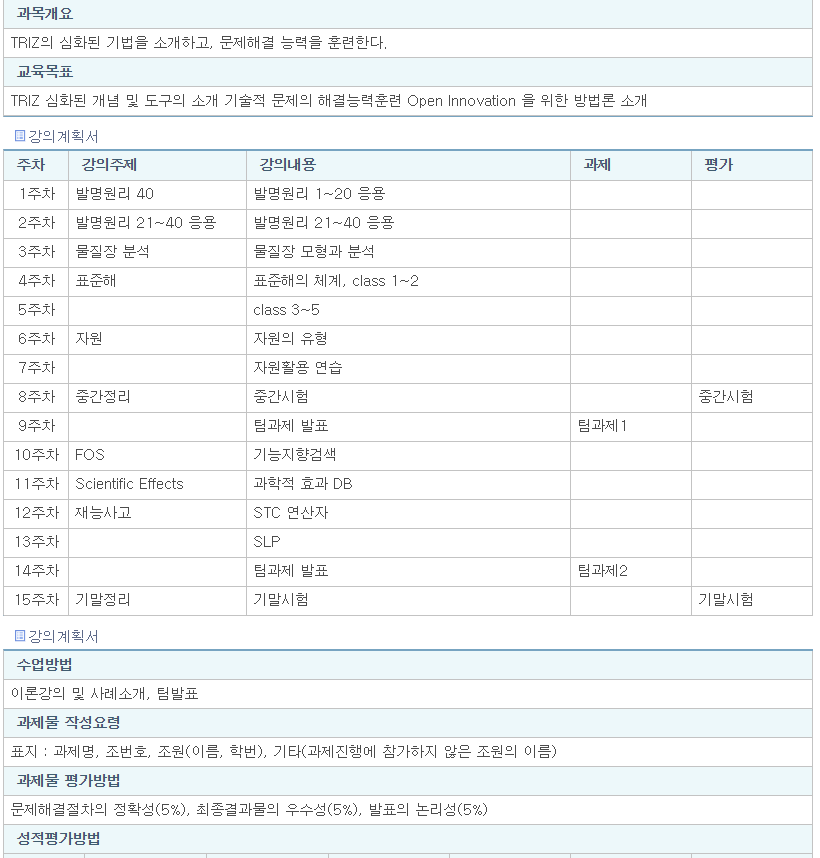 과목개요
TRIZ의 심화된 기법을 소개하고, 문제해결 능력을 훈련한다.
교육목표
TRIZ 심화된 개념 및 도구의 소개 기술적 문제의 해결능력훈련 Open Innovation 을 위한 방법론 소개
강의계획서
주차 강의주제 강의내용 과제 평가
1주차 발명원리 40 발명원리 1~20 응용
2주차 발명원리 21~40 응용 발명원리 21~40 응용
3주차 물질장 분석 물질장 모형과 분석
4주차 표준해 표준해의 체계, class 1~2
5주차 class 3~5
6주차 자원 자원의 유형
7주차 자원활용 연습
8주차 중간정리 중간시험 중간시험
9주차 팀과제 발표 팀과제1
10주차 FOS 기능지향검색
11주차 Scientific Effects 과학적 효과 DB
12주차 재능사고 STC 연산자
13주차 SLP
14주차 팀과제 발표 팀과제2
15주차 기말정리 기말시험 기말시험
강의계획서
수업방법
이론강의 및 사례소개, 팀발표
과제물 작성요령
표지 : 과제명, 조번호, 조원(이름, 학번), 기타(과제진행에 참가하지 않은 조원의 이름)
과제물 평가방법
문제해결절차의 정확성(5%), 최종결과물의 우수성(5%), 발표의 논리성(5%)
성적평가방법